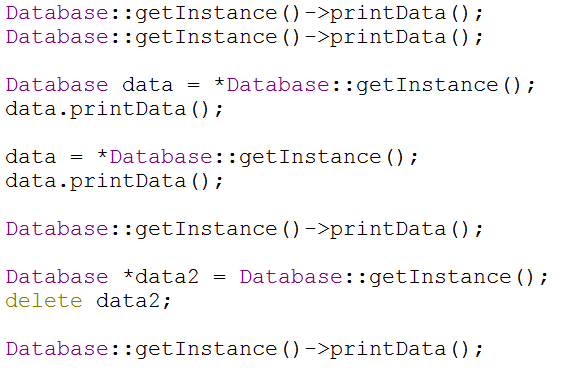 Database::getInstance()->printData();
Database::getInstance()->printData();
Database data = *Database::getInstance();
data.printData();
data = *Database::getInstance();
data.printData();
Database::getInstance()->printData();
Database *data2 = Database::getInstance();
delete data2;
Database::getInstance()->printData();